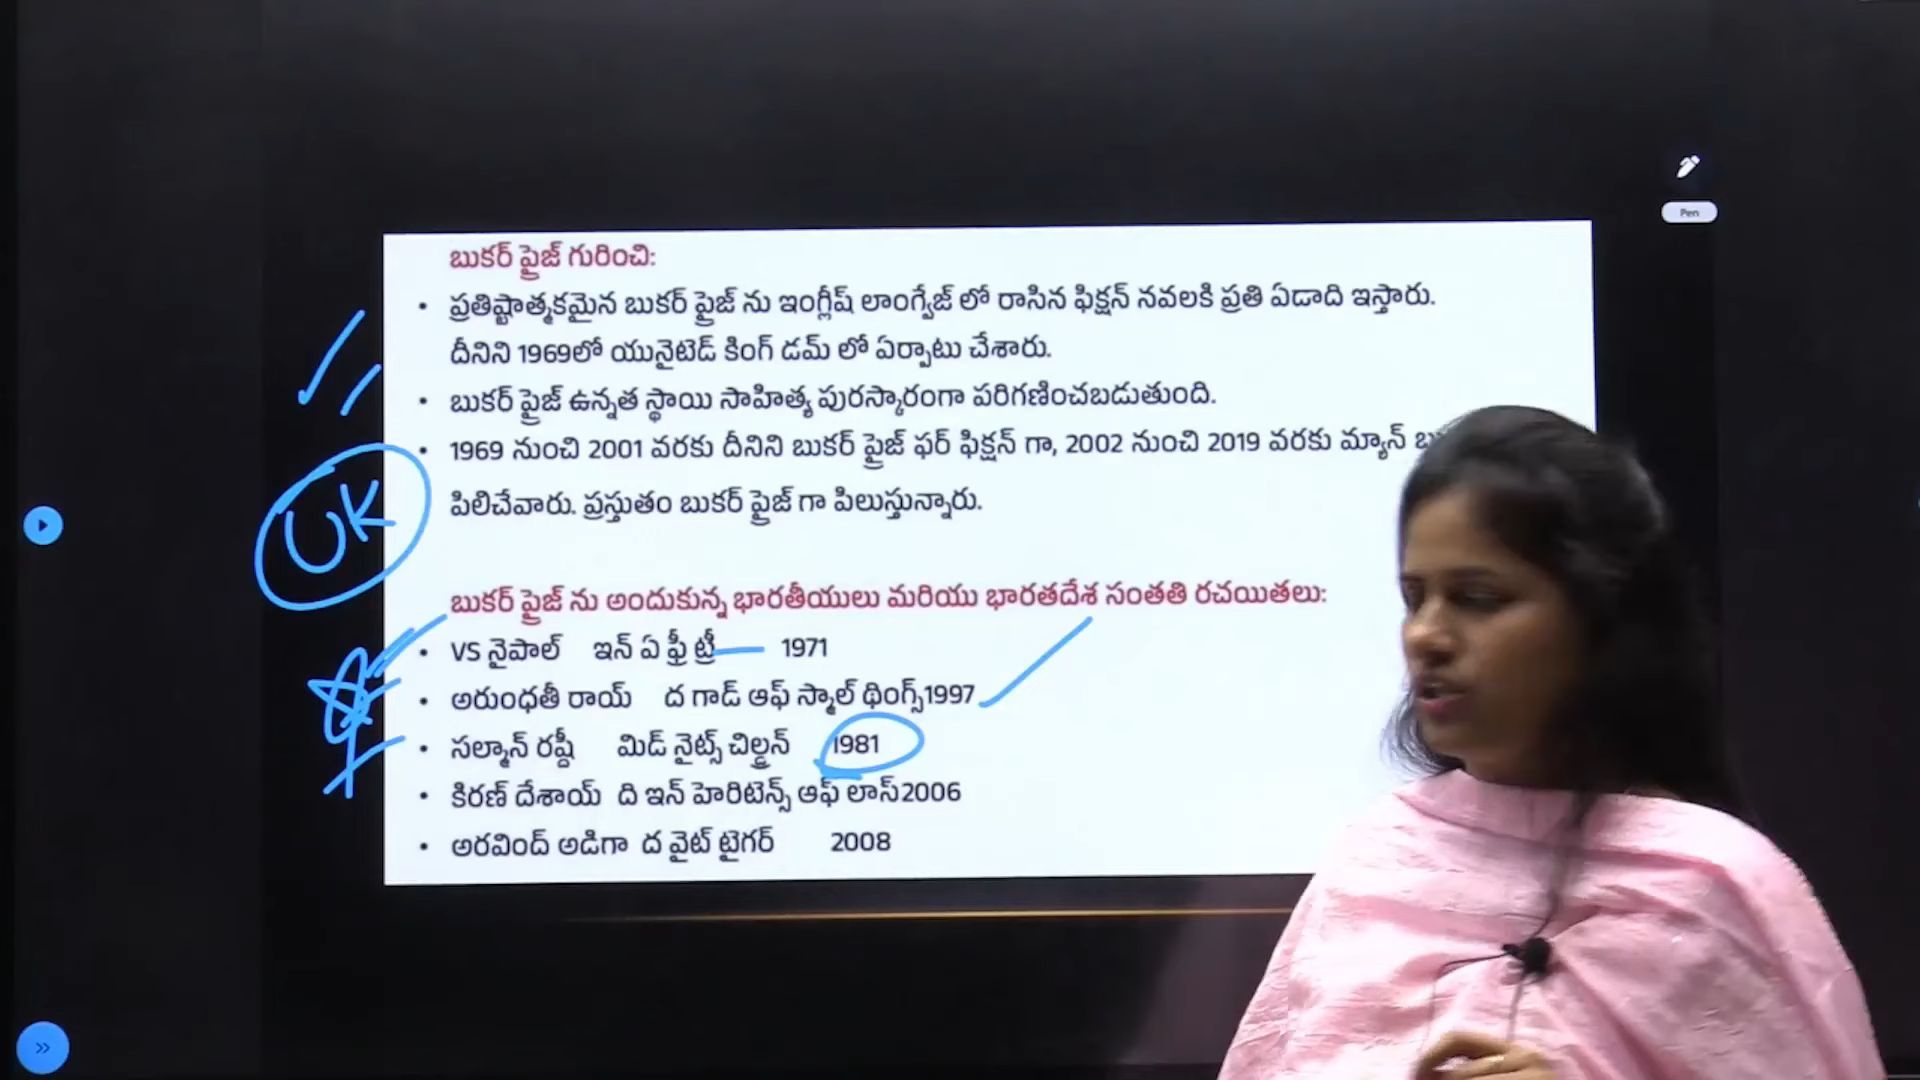 Pen
బుకర్ ప్రైజ్ గురించి:
• ప్రతిష్టాత్మకమైన బుకర్ ప్రైజ్ ను ఇంగ్లీష్ లాంగ్వేజ్ లో రాసిన ఫిక్షన్ నవలకి ప్రతి ఏడాది ఇస్తారు.
దీనిని 1969లో యునైటెడ్ కింగ్ డమ్ లో ఏర్పాటు చేశారు.
• బుకర్ ప్రైజ్ ఉన్నత స్థాయి సాహిత్య పురస్కారంగా పరిగణించబడుతుంది.
• 1969 నుంచి 2001 వరకు దీనిని బుకర్ ప్రైజ్ ఫర్ ఫిక్షన్ గా, 2002 నుంచి 2019 వరకు మ్యాన్
పిలిచేవారు. ప్రస్తుతం బుకర్ ప్రైజ్ గా పిలుస్తున్నారు.
UK
బుకర్ ప్రైజ్ ను అందుకున్న భారతీయులు మరియు భారతదేశ సంతతి రచయితలు:
• VS నైపాల్ ఇన్ ఏ ఫ్రీ ట్రీ 1971
• అరుంధతీ రాయ్ ద గాడ్ ఆఫ్ స్మాల్ థింగ్స్1997
• సల్మాన్ రష్దీ మిడ్ నైట్స్ చిల్డ్రన్ 1981
• కిరణ్ దేశాయ్ ది ఇన్ హెరిటెన్స్ ఆఫ్ లాస్2006
• అరవింద్ అడిగా ద వైట్ టైగర్ 2008